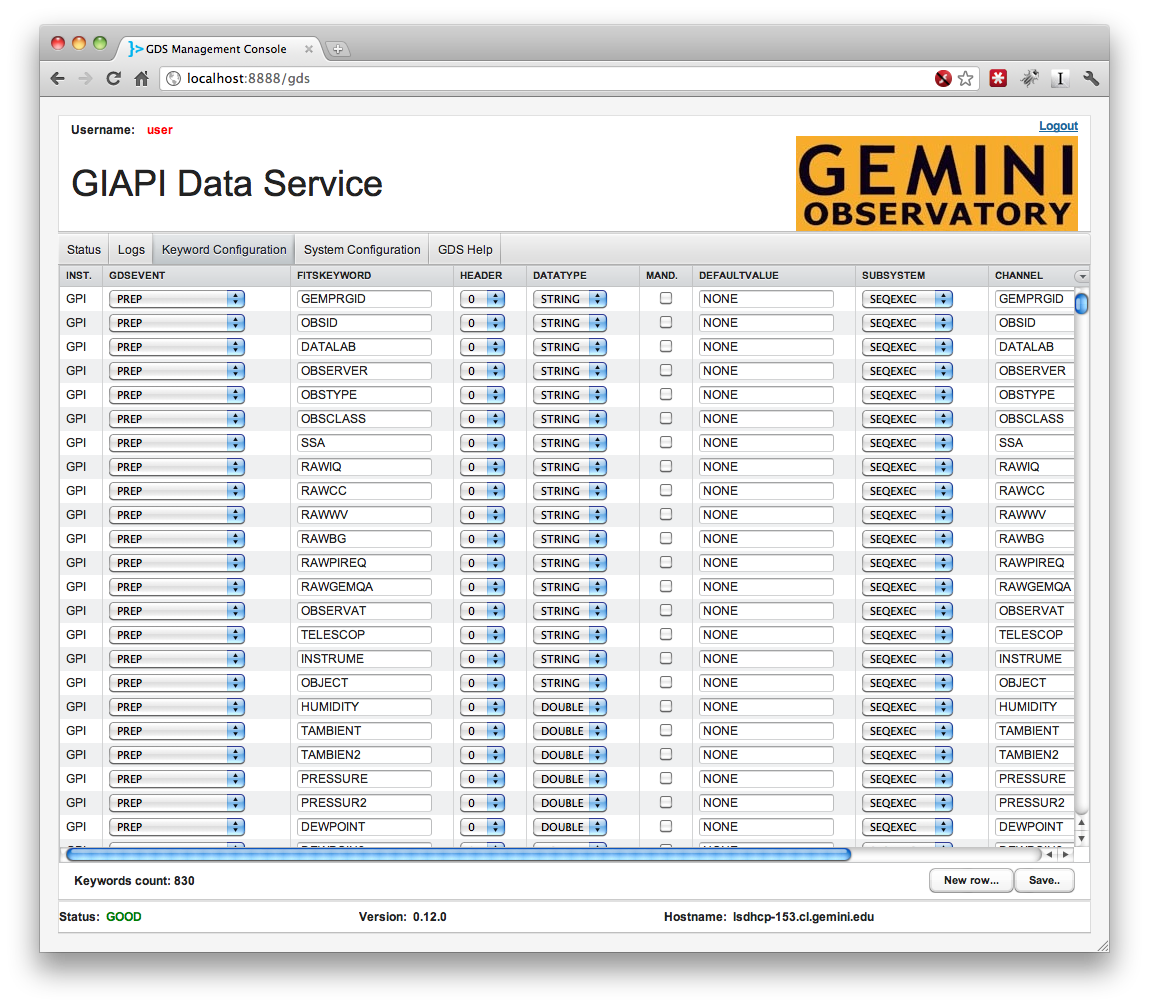 GDS Management Console
localhost:8888/gds
I
Username: user
Logout
GIAPI Data Service
GEMINI
OBSERVATORY
Status Logs Keyword Configuration System Configuration GDS Help
INST. GDSEVENT FITSKEYWORD HEADER DATATYPE MAND. DEFAULTVALUE SUBSYSTEM CHANNEL
GPI PREP GEMPRGID 0 STRING NONE SEQEXEC GEMPRGID
GPI PREP OBSID 0 STRING NONE SEQEXEC OBSID
GPI PREP DATALAB 0 STRING NONE SEQEXEC DATALAB
GPI PREP OBSERVER 0 STRING NONE SEQEXEC OBSERVER
GPI PREP OBSTYPE 0 STRING NONE SEQEXEC OBSTYPE
GPI PREP OBSCLASS 0 STRING NONE SEQEXEC OBSCLASS
GPI PREP SSA 0 STRING NONE SEQEXEC SSA
GPI PREP RAWIQ 0 STRING NONE SEQEXEC RAWIQ
GPI PREP RAWCC 0 STRING NONE SEQEXEC RAWCC
GPI PREP RAWWV 0 STRING NONE SEQEXEC RAWWV
GPI PREP RAWBG 0 STRING NONE SEQEXEC RAWBG
GPI PREP RAWPIREQ 0 STRING NONE SEQEXEC RAWPIREQ
GPI PREP RAWGEMQA 0 STRING NONE SEQEXEC RAWGEMQA
GPI PREP OBSERVAT 0 STRING NONE SEQEXEC OBSERVAT
GPI PREP TELESCOP 0 STRING NONE SEQEXEC TELESCOP
GPI PREP INSTRUME 0 STRING NONE SEQEXEC INSTRUME
GPI PREP OBJECT 0 STRING NONE SEQEXEC OBJECT
GPI PREP HUMIDITY 0 DOUBLE NONE SEQEXEC HUMIDITY
GPI PREP TAMBIENT 0 DOUBLE NONE SEQEXEC TAMBIENT
GPI PREP TAMBIEN2 0 DOUBLE NONE SEQEXEC TAMBIEN2
GPI PREP PRESSURE 0 DOUBLE NONE SEQEXEC PRESSURE
GPI PREP PRESSUR2 0 DOUBLE NONE SEQEXEC PRESSUR2
GPI PREP DEWPOINT 0 DOUBLE NONE SEQEXEC DEWPOINT
Keywords count: 830 New row... Save..
Status: GOOD Version: 0.12.0 Hostname: lsdhcp-153.cl.gemini.edu